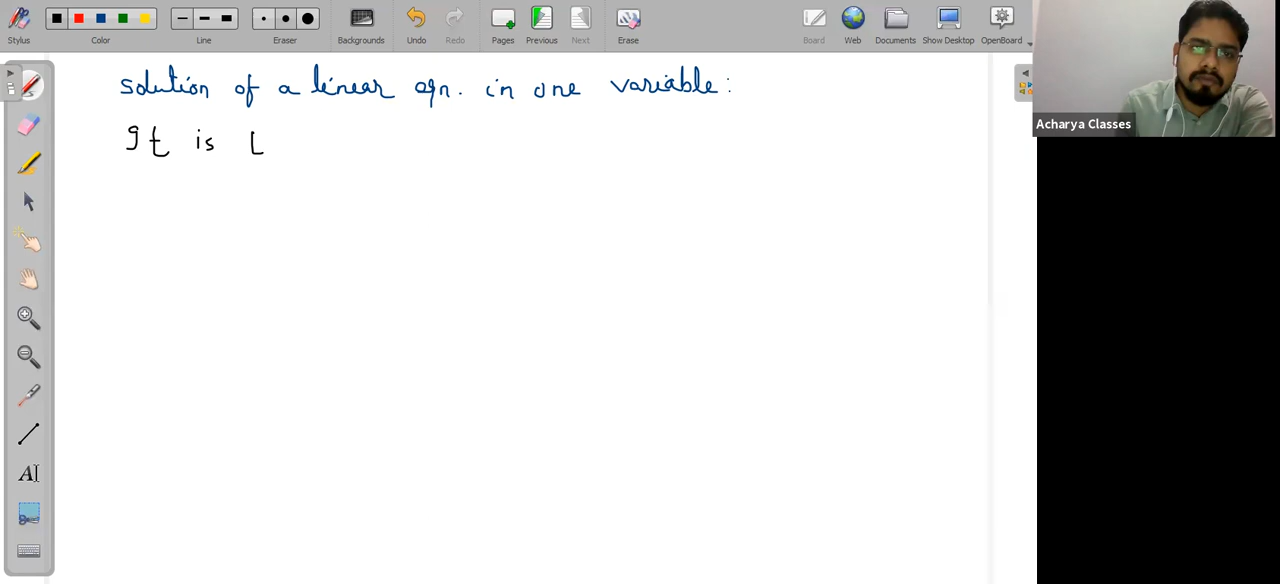 Stylus Color Line Eraser Backgrounds Undo Redo Pages Previous Next Erase Board Web Documents Show Desktop OpenBoard
Acharya Classes
solution of a linear eqn. in one variable:
It is